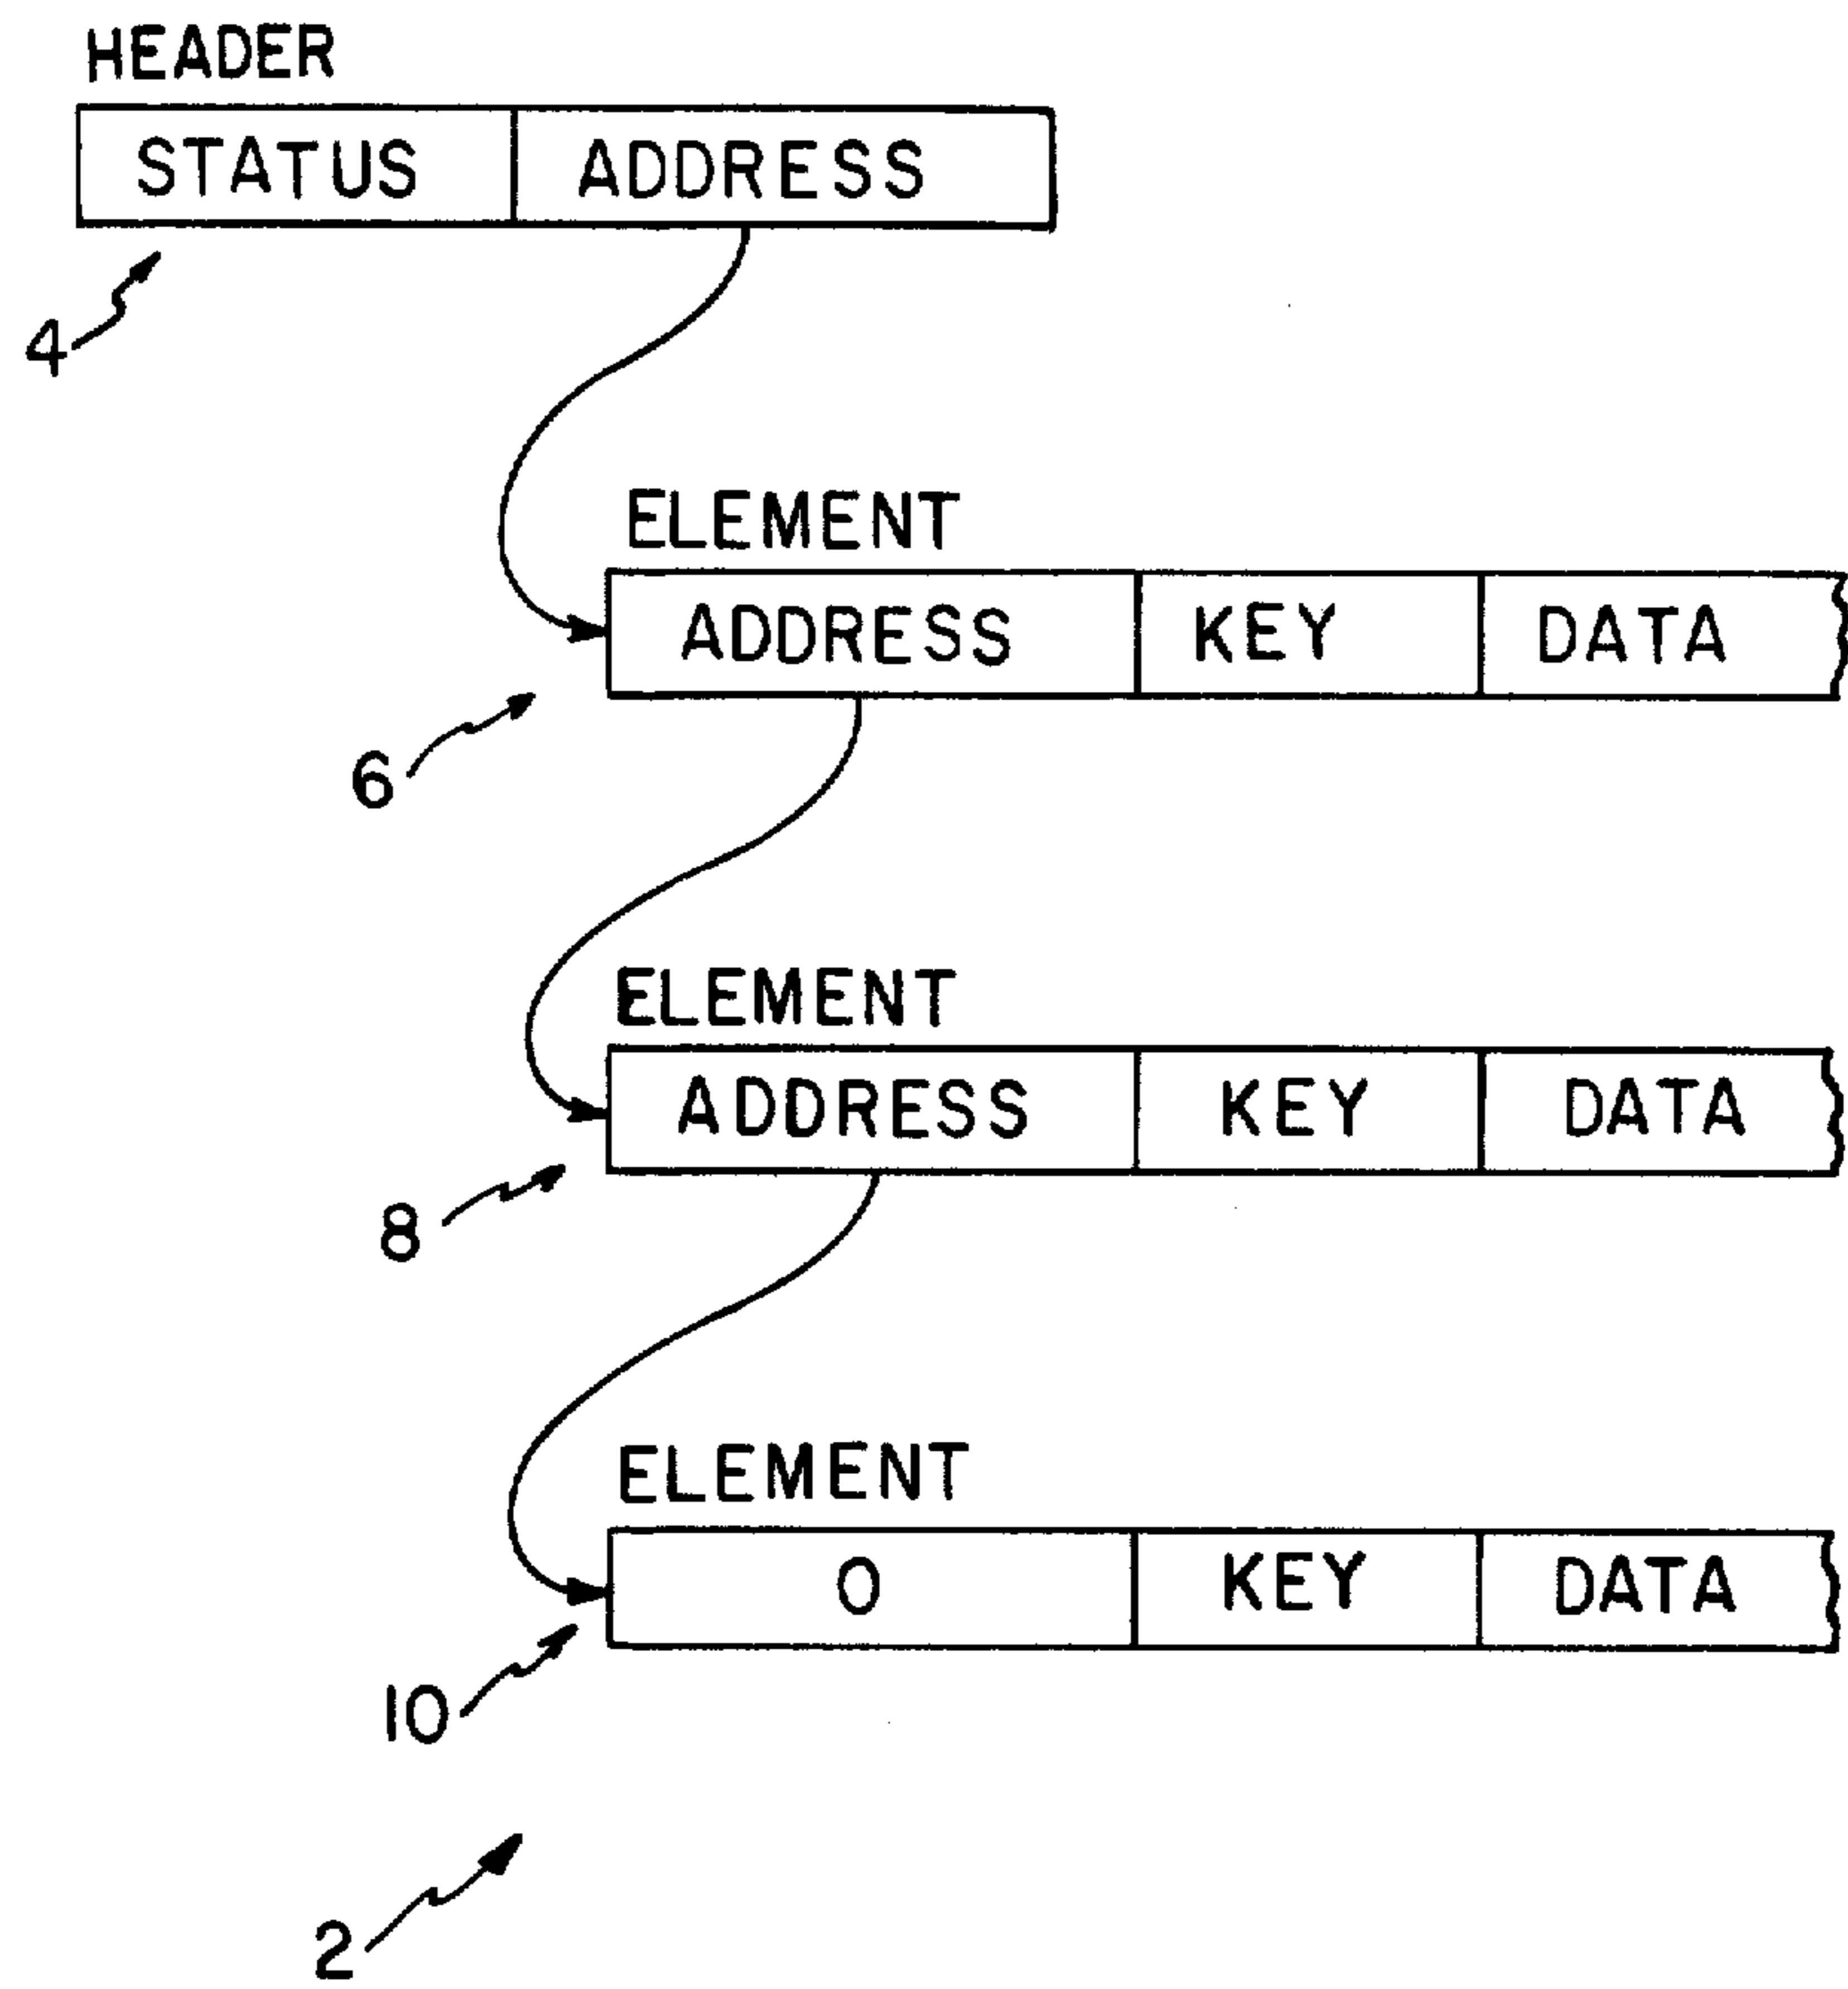 HEADER
STATUS ADDRESS
4
ELEMENT
ADDRESS KEY DATA
6
ELEMENT
ADDRESS KEY DATA
8
ELEMENT
0 KEY DATA
10
2